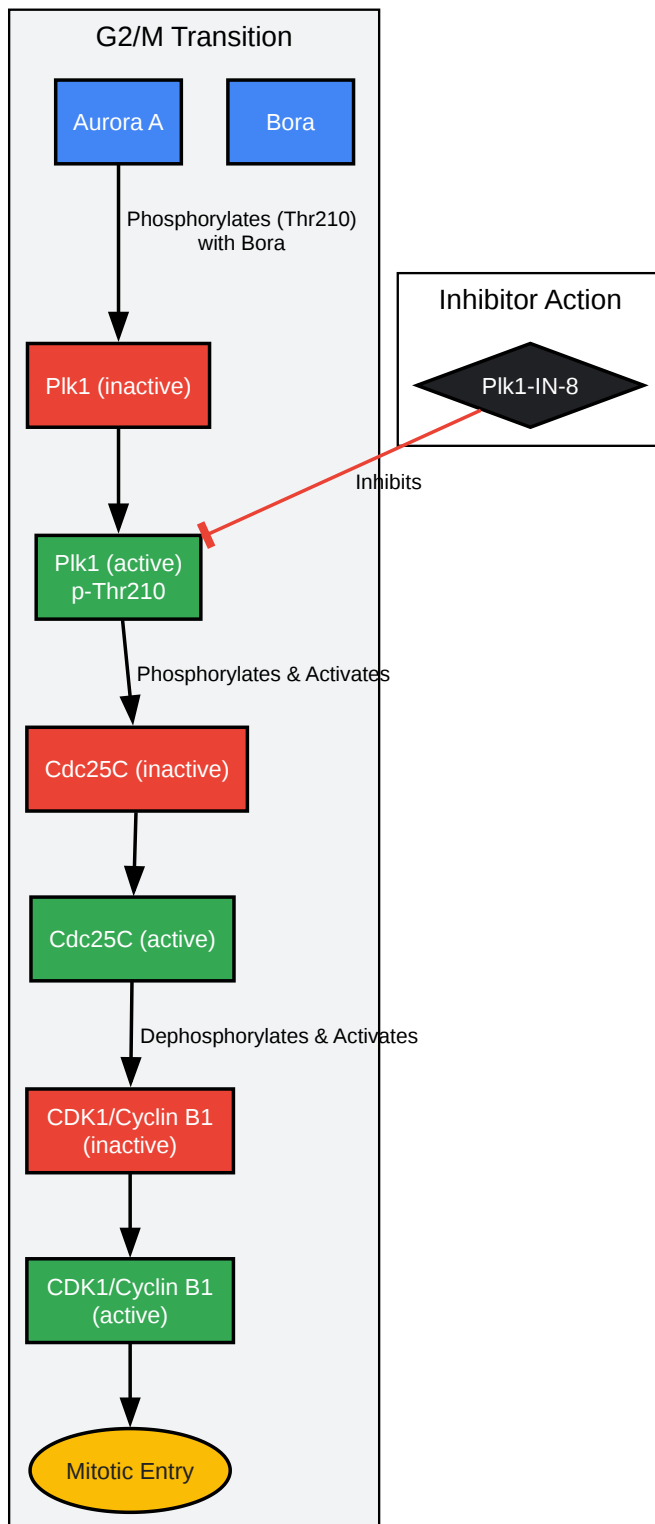 G2/M Transition
Aurora A
Bora
Phosphorylates (Thr210)
with Bora
Inhibitor Action
Plk1 (inactive)
Plk1-IN-8
Inhibits
Plk1 (active)
p-Thr210
Phosphorylates & Activates
Cdc25C (inactive)
Cdc25C (active)
Dephosphorylates & Activates
CDK1/Cyclin B1
(inactive)
CDK1/Cyclin B1
(active)
Mitotic Entry